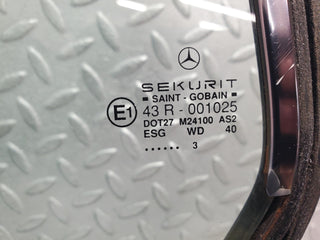 SEKURIT
SAINT - GOBAIN
E1 43 R - 001025
DOT27 M24100 AS2
ESG WD 40
...... 3